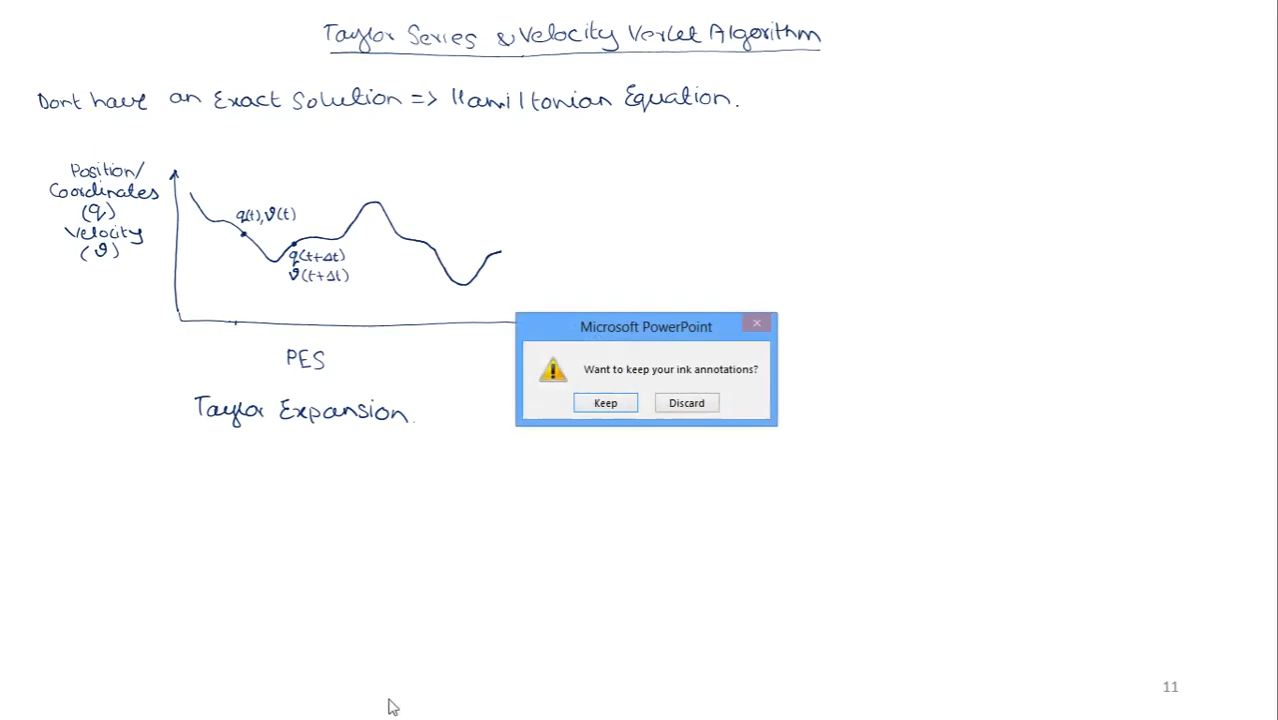 Taylor Series & Velocity Verlet Algorithm
Dont have an Exact Solution => Hamiltonian Equation.
Position/
Coordinates
(q)
Velocity
(ϑ)
q(t),ϑ(t)
q(t+Δt)
ϑ(t+Δt)
PES
Taylor Expansion.
Microsoft PowerPoint
Want to keep your ink annotations?
Keep
Discard
11